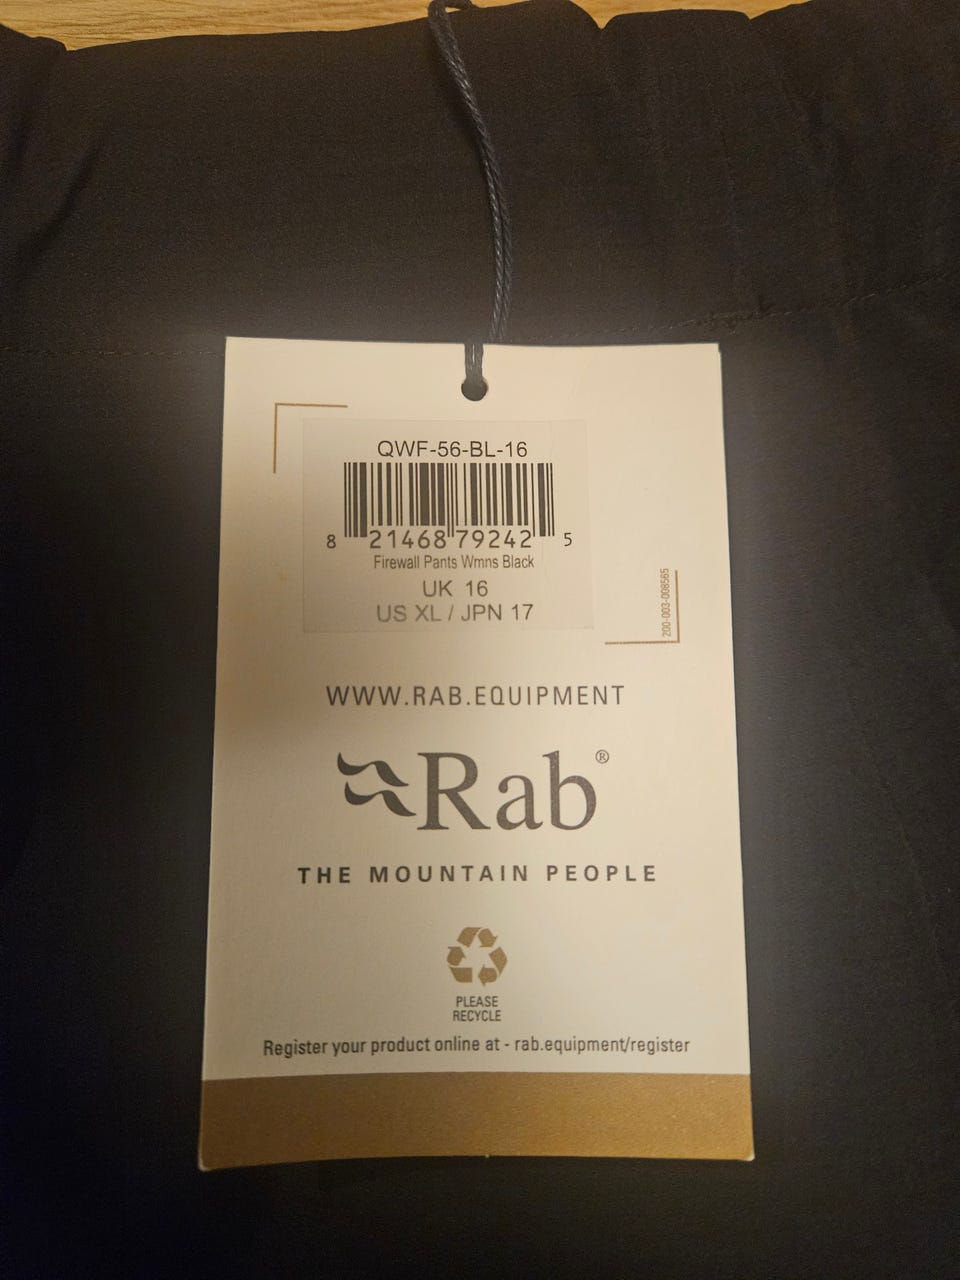 QWF-56-BL-16
8 21468 79242 5
Firewall Pants Wmns Black
UK 16
US XL / JPN 17
200-003-008565
WWW.RAB.EQUIPMENT
Rab®
THE MOUNTAIN PEOPLE
PLEASE
RECYCLE
Register your product online at - rab.equipment/register